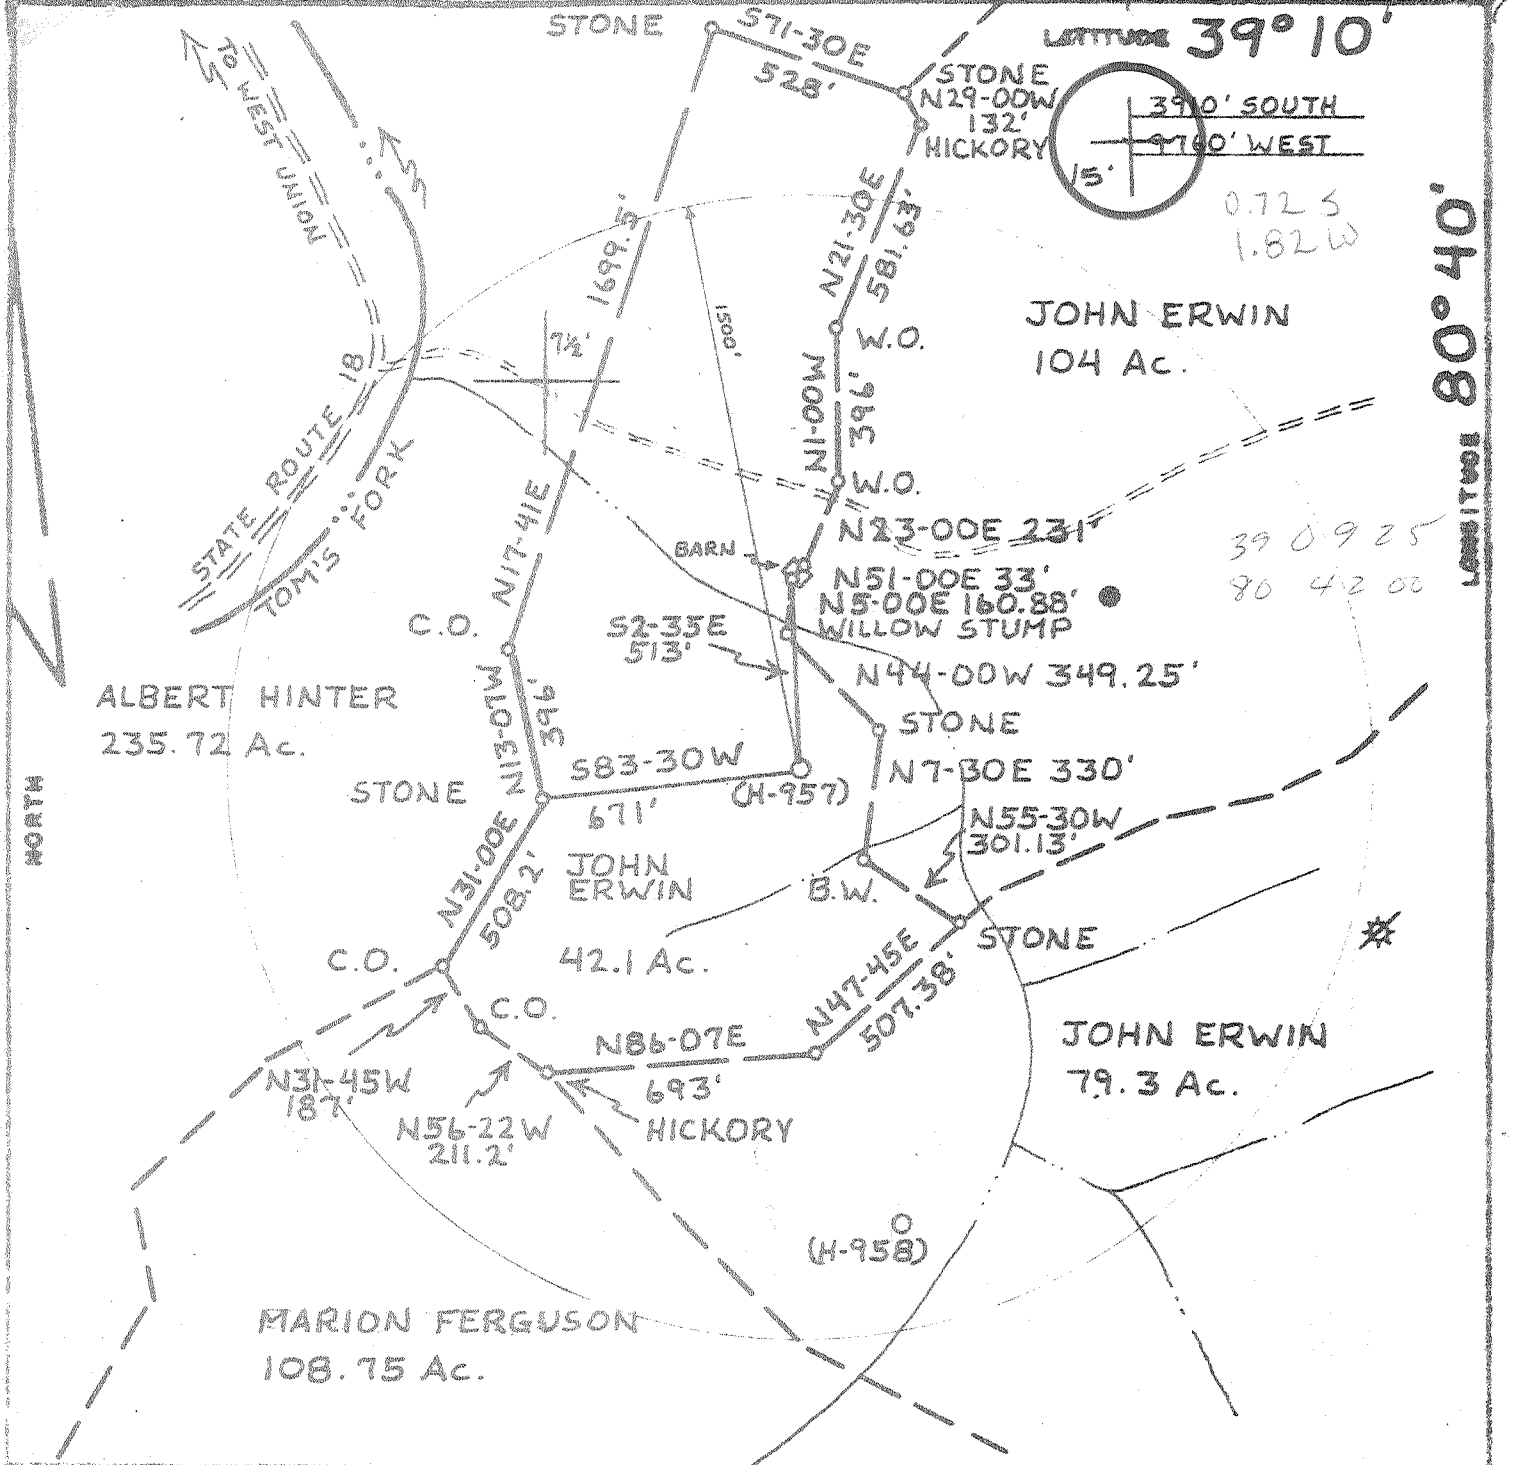 STONE
S71-30E
528'
LATITUDE 39°10'
STONE
N29-00W
132'
HICKORY
3910' SOUTH
9760' WEST
15'
0.72 S
1.82 W
LONGITUDE 80°40'
TO WEST UNION
1699.5'
N21-30E
581.63'
1500'
W.O.
JOHN ERWIN
104 Ac.
7½'
N1-00W
396'
STATE ROUTE 18
TOM'S FORK
W.O.
N23-00E 231'
BARN
N51-00E 33'
N5-00E 160.88'
WILLOW STUMP
39 09 25
80 42 00
N17-41E
C.O.
S2-35E
513'
N44-00W 349.25'
ALBERT HINTER
235.72 Ac.
N13-07W
396'
STONE
STONE
S83-30W
671'
(H-957)
N7-30E 330'
NORTH
N55-30W
301.13'
N31-00E
508.2'
JOHN
ERWIN
42.1 Ac.
B.W.
STONE
C.O.
C.O.
N47-45E
507.38'
N86-07E
693'
JOHN ERWIN
79.3 Ac.
N31-45W
187'
N56-22W
211.2'
HICKORY
(H-958)
MARION FERGUSON
108.75 Ac.